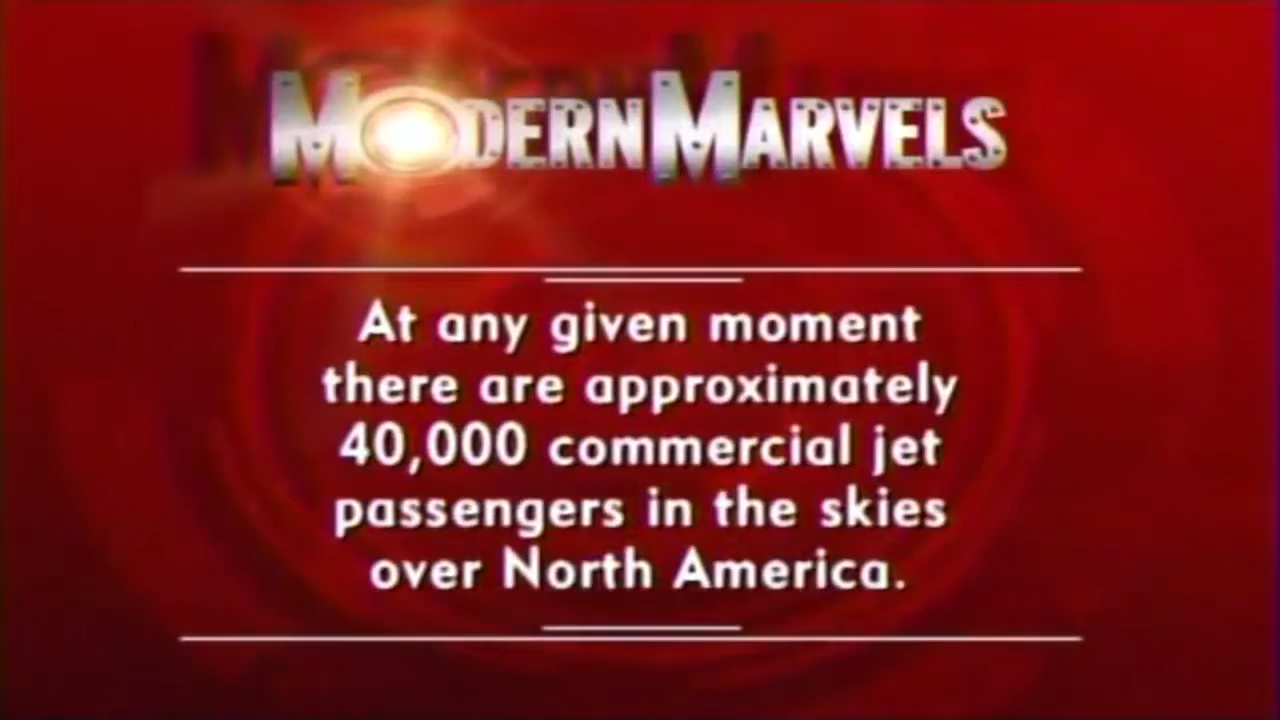 MODERN MARVELS
At any given moment
there are approximately
40,000 commercial jet
passengers in the skies
over North America.